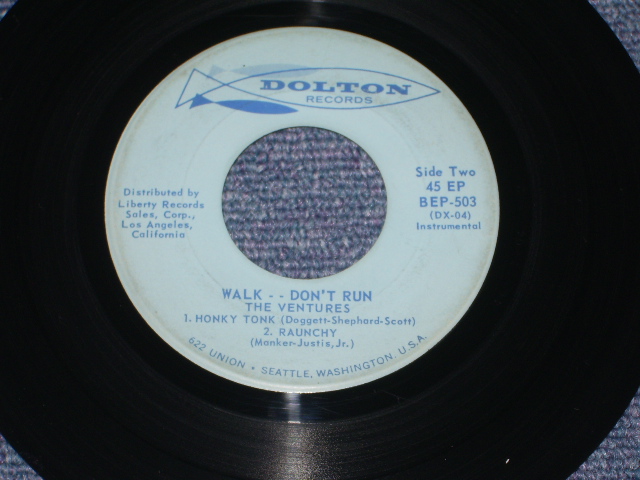 DOLTON
RECORDS
Distributed by
Liberty Records
Sales, Corp.,
Los Angeles,
California
Side Two
45 EP
BEP-503
(DX-04)
Instrumental
WALK -- DON'T RUN
THE VENTURES
1. HONKY TONK (Doggett-Shephard-Scott)
2. RAUNCHY
(Manker-Justis, Jr.)
622 UNION • SEATTLE, WASHINGTON, U.S.A.